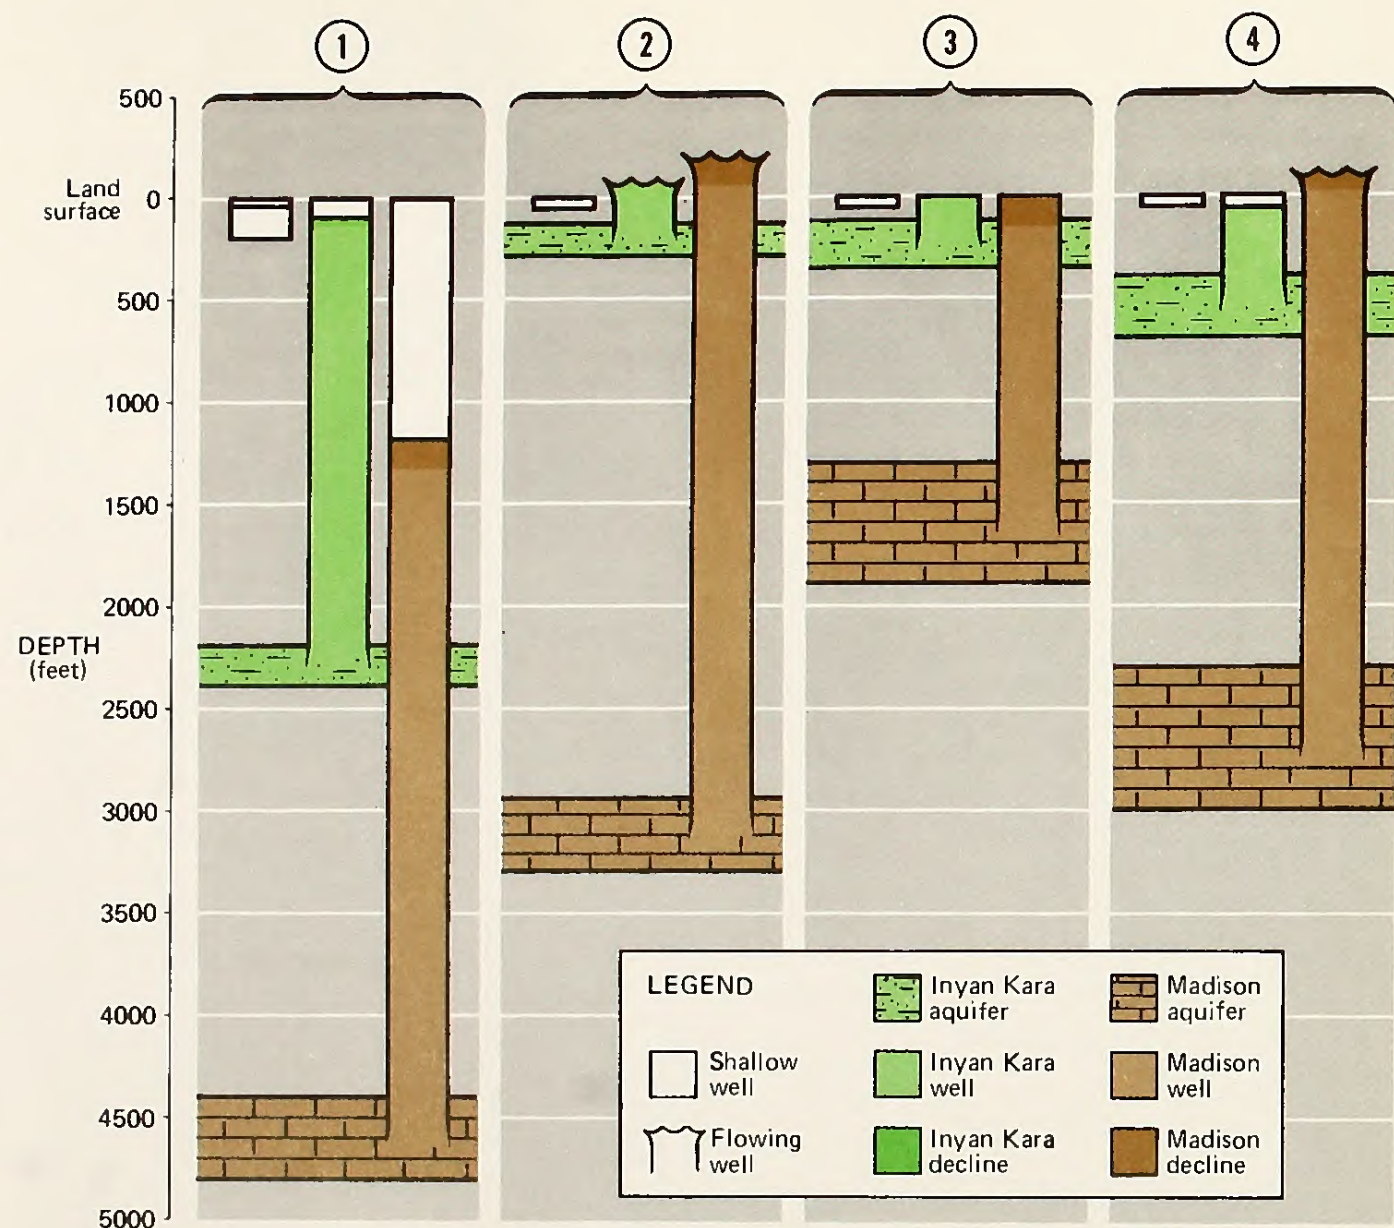 1
2
3
4
500
Land
surface
0
500
1000
1500
2000
DEPTH
(feet)
2500
3000
3500
4000
4500
5000
LEGEND
Shallow
well
Flowing
well
Inyan Kara
aquifer
Inyan Kara
well
Inyan Kara
decline
Madison
aquifer
Madison
well
Madison
decline